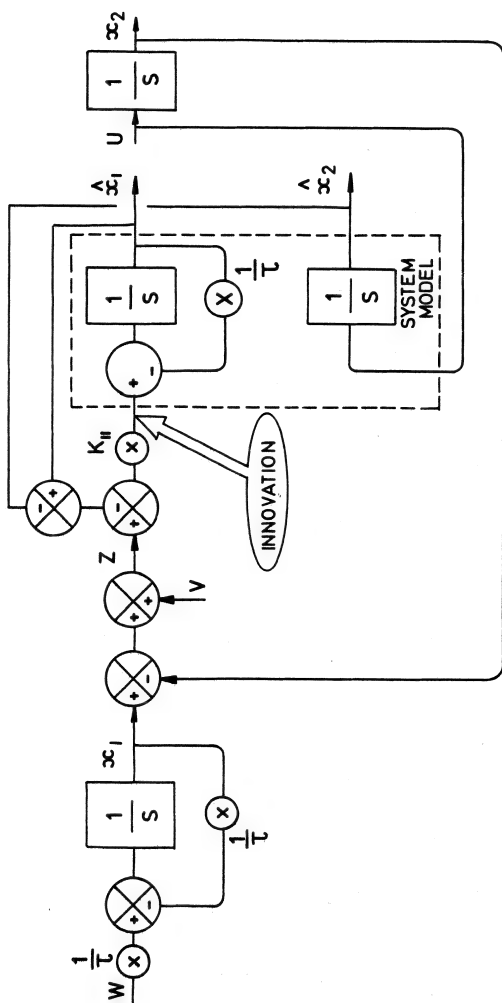 W
1/τ
+ -
1/S
x₁
1/τ
X
X
+ -
+ +
V
Z
- +
+ -
K₁₁
X
INNOVATION
+ -
1/S
X
1/τ
x̂₁
1/S
x̂₂
SYSTEM
MODEL
U
1/S
x₂